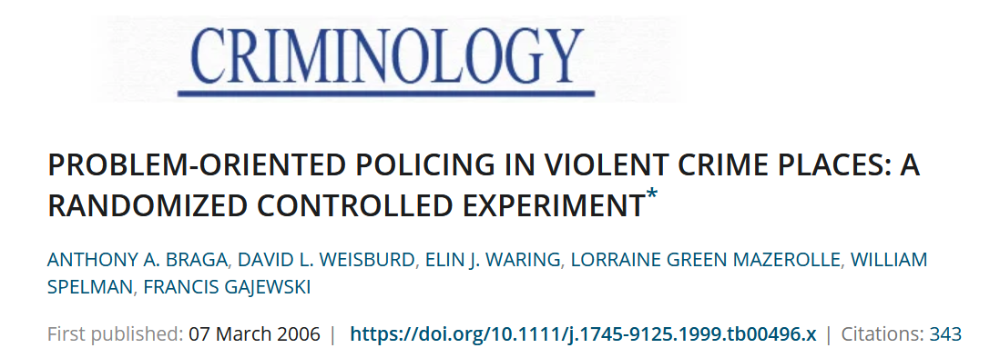 CRIMINOLOGY
PROBLEM-ORIENTED POLICING IN VIOLENT CRIME PLACES: A
RANDOMIZED CONTROLLED EXPERIMENT*
ANTHONY A. BRAGA, DAVID L. WEISBURD, ELIN J. WARING, LORRAINE GREEN MAZEROLLE, WILLIAM
SPELMAN, FRANCIS GAJEWSKI
First published: 07 March 2006 | https://doi.org/10.1111/j.1745-9125.1999.tb00496.x | Citations: 343